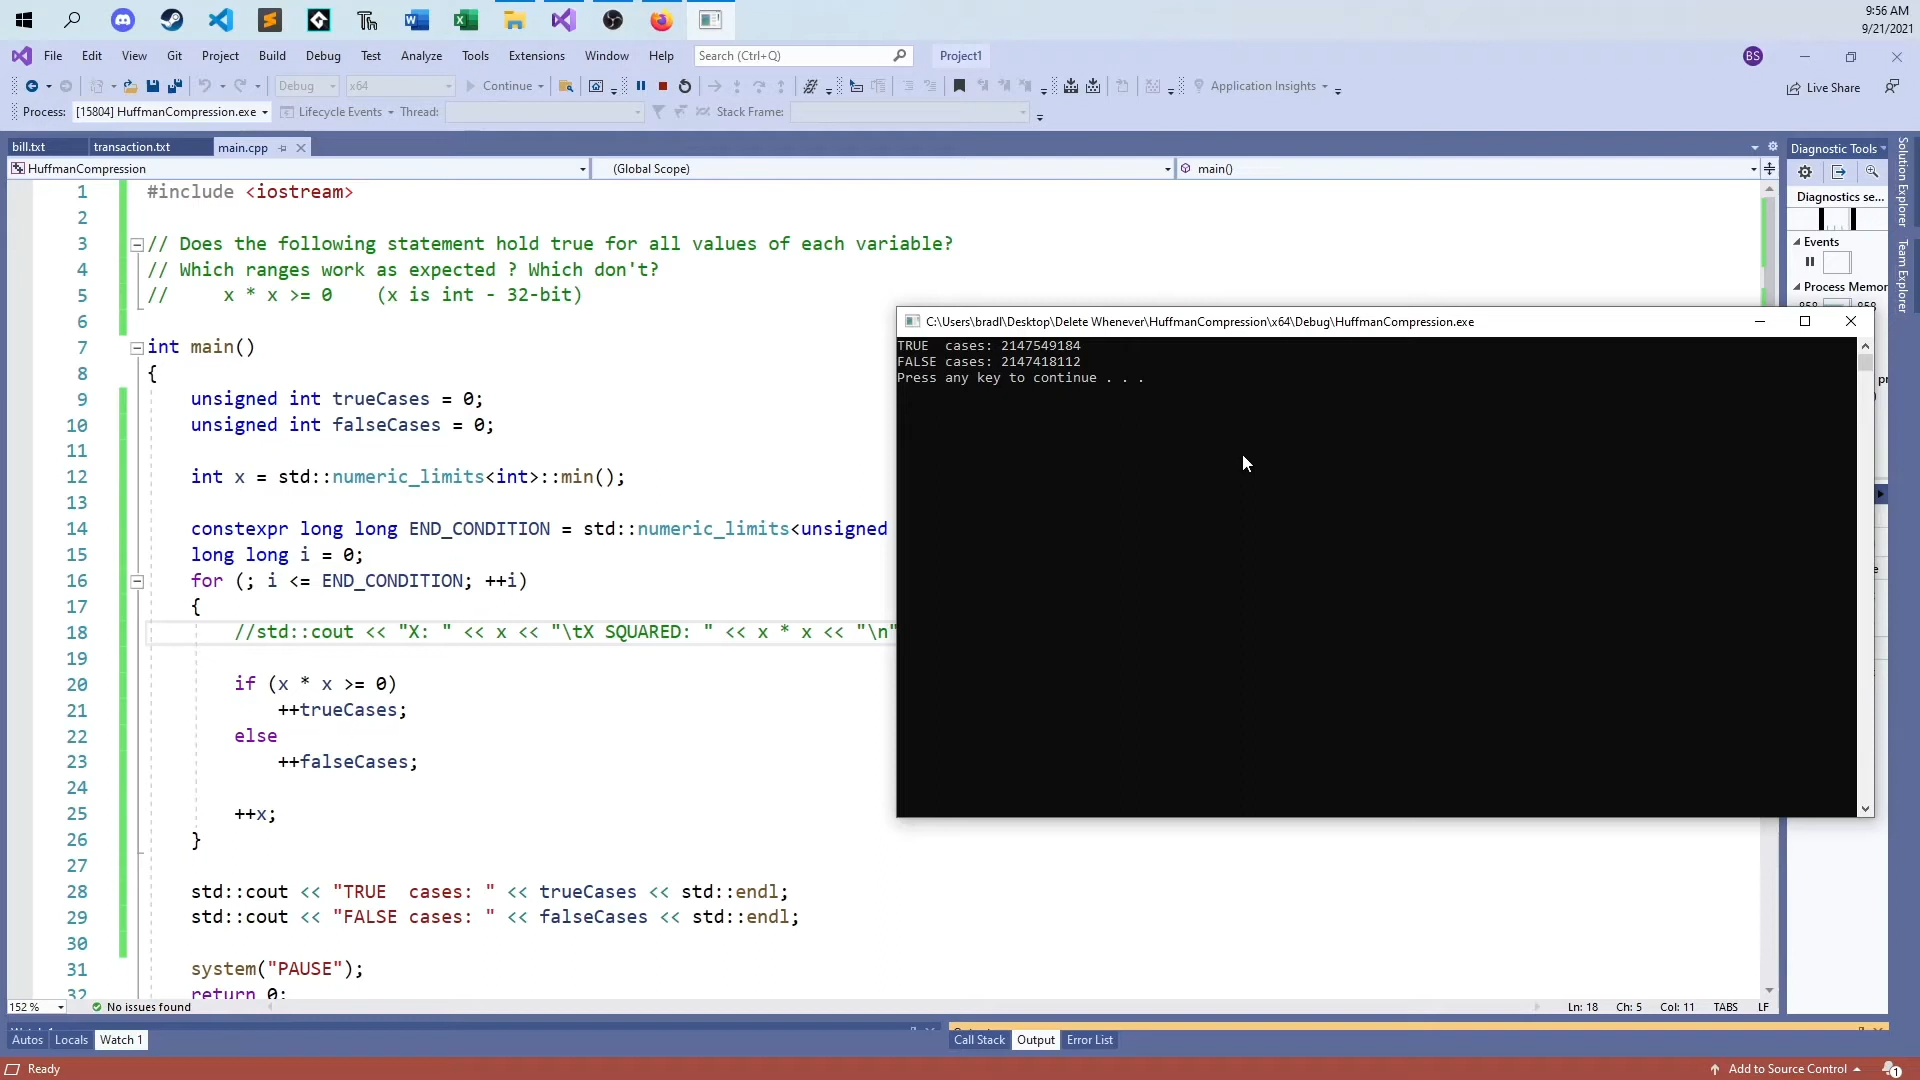 9:56 AM
9/21/2021
File Edit View Git Project Build Debug Test Analyze Tools Extensions Window Help Search (Ctrl+Q) Project1 BS
Debug x64 Continue Application Insights Live Share
Process: [15804] HuffmanCompression.exe Lifecycle Events Thread: Stack Frame:
bill.txt transaction.txt main.cpp Diagnostic Tools
HuffmanCompression (Global Scope) main()
Solution Explorer
Team Explorer
Diagnostics se...
Events
Process Memor
858 858
1 #include <iostream>
2
3 // Does the following statement hold true for all values of each variable?
4 // Which ranges work as expected ? Which don't?
5 //     x * x >= 0    (x is int - 32-bit)
6
7 int main()
8 {
9 unsigned int trueCases = 0;
10 unsigned int falseCases = 0;
11
12 int x = std::numeric_limits<int>::min();
13
14 constexpr long long END_CONDITION = std::numeric_limits<unsigned
15 long long i = 0;
16 for (; i <= END_CONDITION; ++i)
17 {
18 //std::cout << "X: " << x << "\tX SQUARED: " << x * x << "\n"
19
20 if (x * x >= 0)
21 ++trueCases;
22 else
23 ++falseCases;
24
25 ++x;
26 }
27
28 std::cout << "TRUE  cases: " << trueCases << std::endl;
29 std::cout << "FALSE cases: " << falseCases << std::endl;
30
31 system("PAUSE");
32 return 0;
C:\Users\bradl\Desktop\Delete Whenever\HuffmanCompression\x64\Debug\HuffmanCompression.exe
TRUE  cases: 2147549184
FALSE cases: 2147418112
Press any key to continue . . .
152 % No issues found Ln: 18 Ch: 5 Col: 11 TABS LF
Autos Locals Watch 1 Call Stack Output Error List
Ready Add to Source Control 1